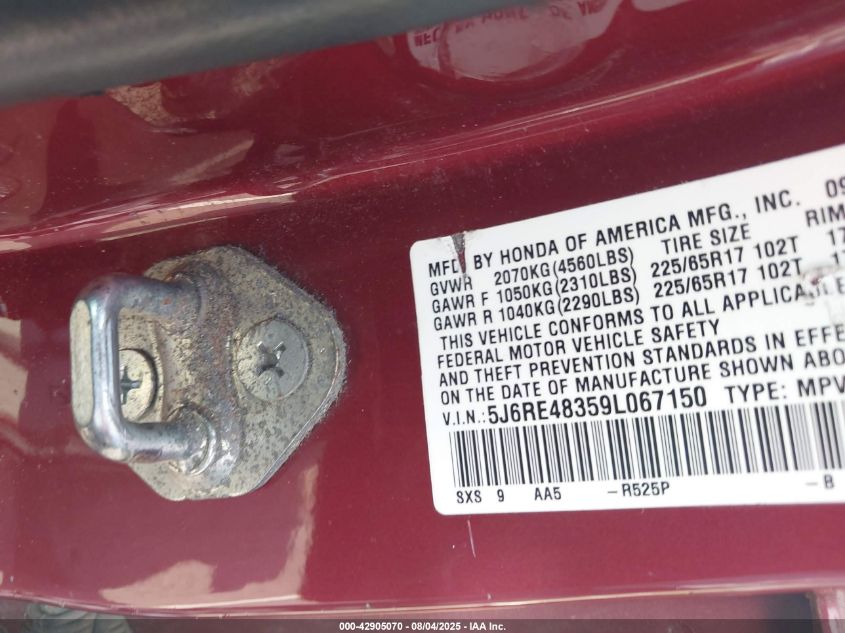 MFD BY HONDA OF AMERICA MFG., INC. 09
GVWR 2070KG(4560LBS) TIRE SIZE RIM
GAWR F 1050KG(2310LBS) 225/65R17 102T 17
GAWR R 1040KG(2290LBS) 225/65R17 102T 17
THIS VEHICLE CONFORMS TO ALL APPLICABLE
FEDERAL MOTOR VEHICLE SAFETY
AND THEFT PREVENTION STANDARDS IN EFFE
ON THE DATE OF MANUFACTURE SHOWN ABO
V.I.N.:5J6RE48359L067150 TYPE: MPV
SXS 9 AA5 -R525P -B
000-42905070 - 08/04/2025 - IAA Inc.